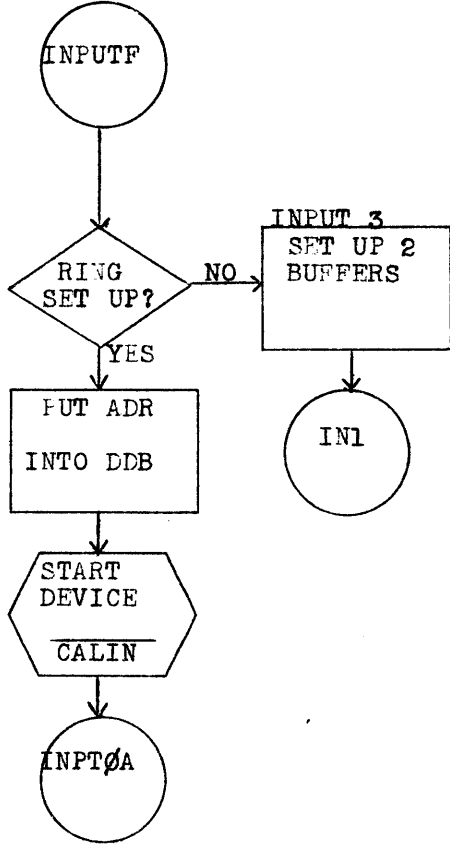 INPUTF
RING
SET UP?
NO
INPUT 3
SET UP 2
BUFFERS
YES
PUT ADR
INTO DDB
IN1
START
DEVICE
CALIN
INPTØA